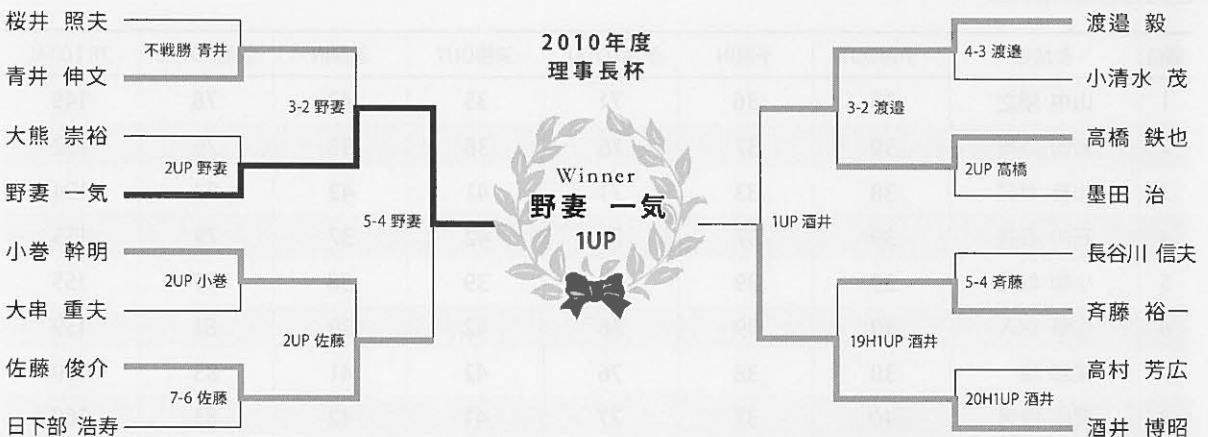 2010年度
理事長杯
Winner
野妻 一気
1UP
桜井 照夫
不戦勝 青井
青井 伸文
3-2 野妻
大熊 崇裕
2UP 野妻
野妻 一気
5-4 野妻
小巻 幹明
2UP 小巻
大串 重夫
2UP 佐藤
佐藤 俊介
7-6 佐藤
日下部 浩寿
渡邉 毅
4-3 渡邉
小清水 茂
3-2 渡邉
高橋 鉄也
2UP 高橋
墨田 治
1UP 酒井
長谷川 信夫
5-4 斉藤
斉藤 裕一
19H1UP 酒井
高村 芳広
20H1UP 酒井
酒井 博昭